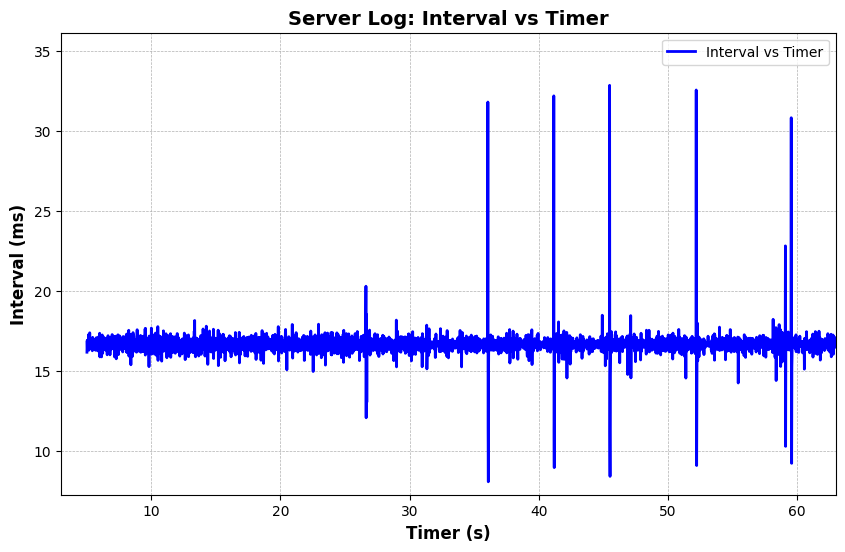 Server Log: Interval vs Timer
Interval vs Timer
35
30
25
20
15
10
Interval (ms)
10 20 30 40 50 60
Timer (s)